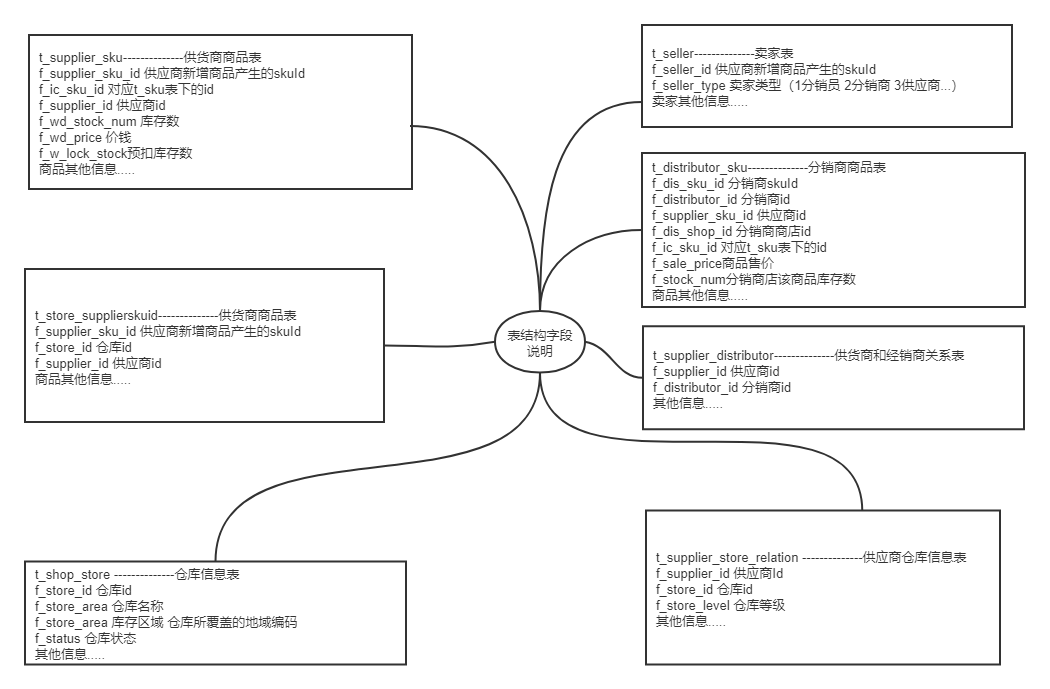 t_supplier_sku--------------供货商商品表
f_supplier_sku_id 供应商新增商品产生的skuId
f_ic_sku_id 对应t_sku表下的id
f_supplier_id 供应商id
f_wd_stock_num 库存数
f_wd_price 价钱
f_w_lock_stock预扣库存数
商品其他信息.....
t_seller--------------卖家表
f_seller_id 供应商新增商品产生的skuId
f_seller_type 卖家类型（1分销员 2分销商 3供应商...）
卖家其他信息.....
t_distributor_sku--------------分销商商品表
f_dis_sku_id 分销商skuId
f_distributor_id 分销商id
f_supplier_sku_id 供应商id
f_dis_shop_id 分销商商店id
f_ic_sku_id 对应t_sku表下的id
f_sale_price商品售价
f_stock_num分销商店该商品库存数
商品其他信息.....
t_store_supplierskuid--------------供货商商品表
f_supplier_sku_id 供应商新增商品产生的skuId
f_store_id 仓库id
f_supplier_id 供应商id
商品其他信息.....
表结构字段
说明
t_supplier_distributor--------------供货商和经销商关系表
f_supplier_id 供应商id
f_distributor_id 分销商id
其他信息.....
t_shop_store --------------仓库信息表
f_store_id 仓库id
f_store_area 仓库名称
f_store_area 库存区域 仓库所覆盖的地域编码
f_status 仓库状态
其他信息.....
t_supplier_store_relation --------------供应商仓库信息表
f_supplier_id 供应商Id
f_store_id 仓库id
f_store_level 仓库等级
其他信息.....